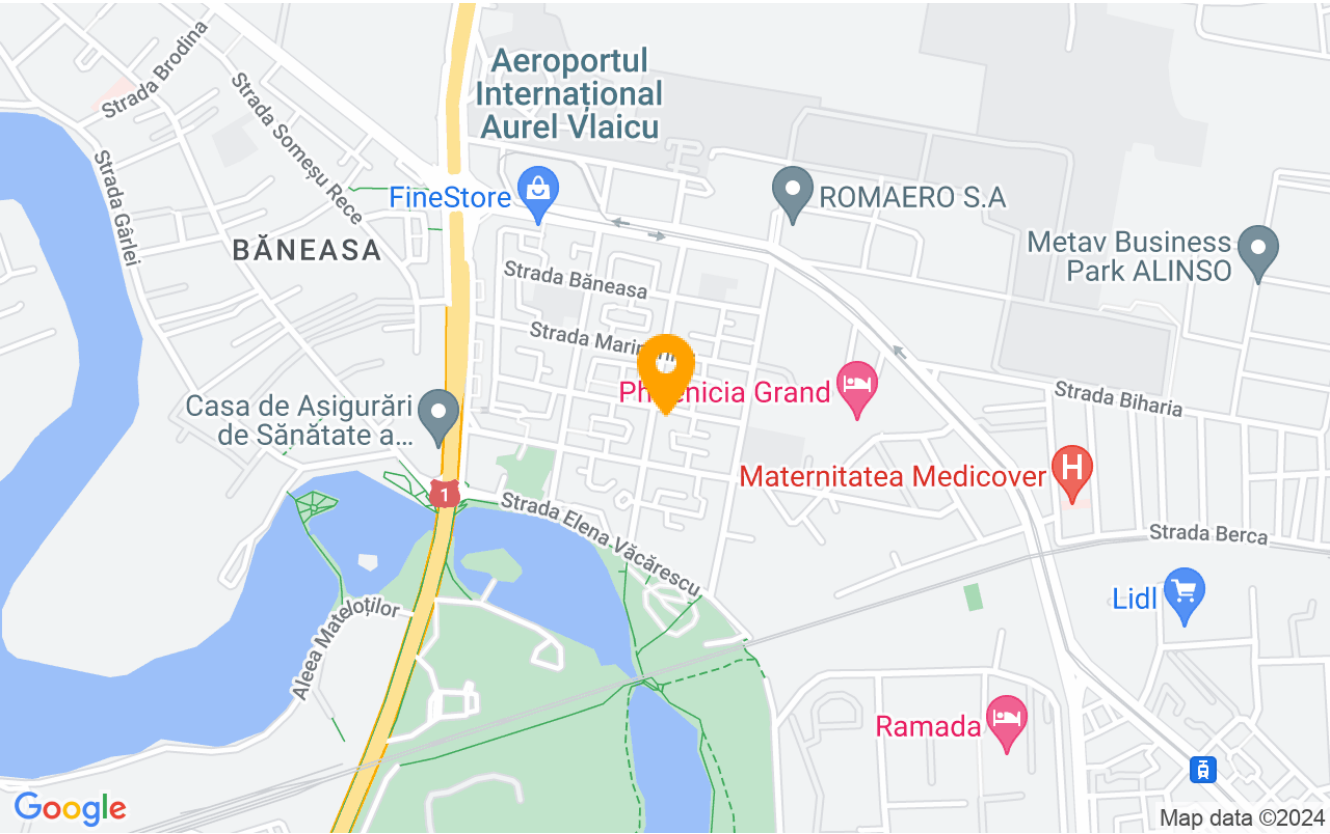 Aeroportul
Internațional
Aurel Vlaicu
Strada Brodina
Strada Someșu Rece
Strada Gârlei
FineStore
ROMAERO S.A
BĂNEASA
Metav Business
Park ALINSO
Strada Băneasa
Strada
Grand
Strada Biharia
Casa de Asigurări
de Sănătate a...
Maternitatea Medicover
H
1
Strada Elena Văcărescu
Strada Berca
Lidl
Aleea Mateloților
Ramada
Google
Map data ©2024